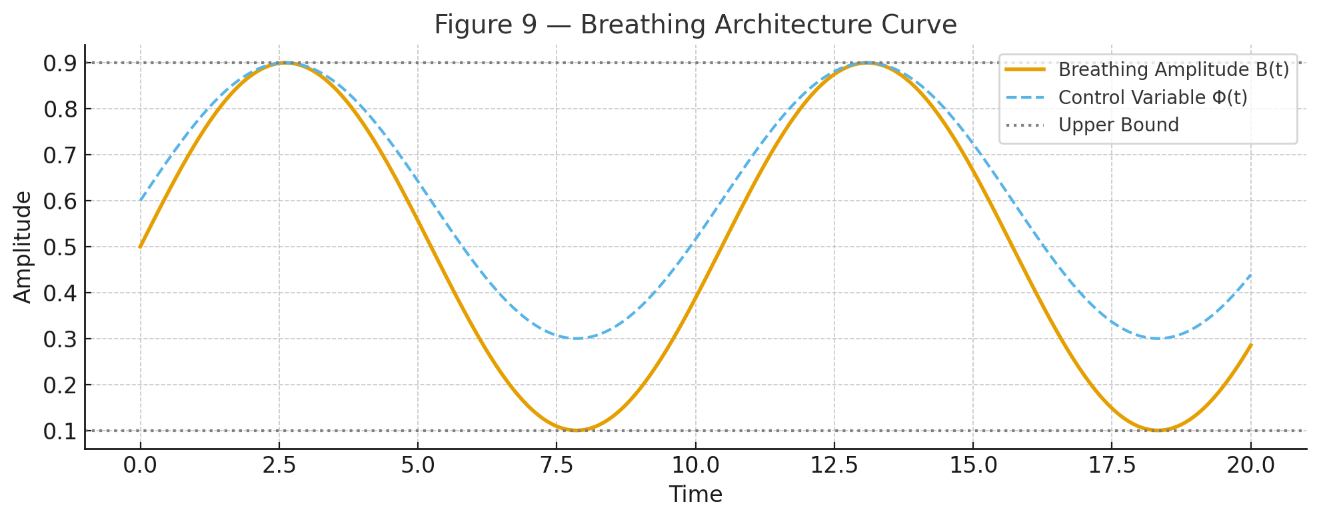 Figure 9 — Breathing Architecture Curve
Breathing Amplitude B(t)
Control Variable Φ(t)
Upper Bound
Amplitude
0.9
0.8
0.7
0.6
0.5
0.4
0.3
0.2
0.1
0.0 2.5 5.0 7.5 10.0 12.5 15.0 17.5 20.0
Time